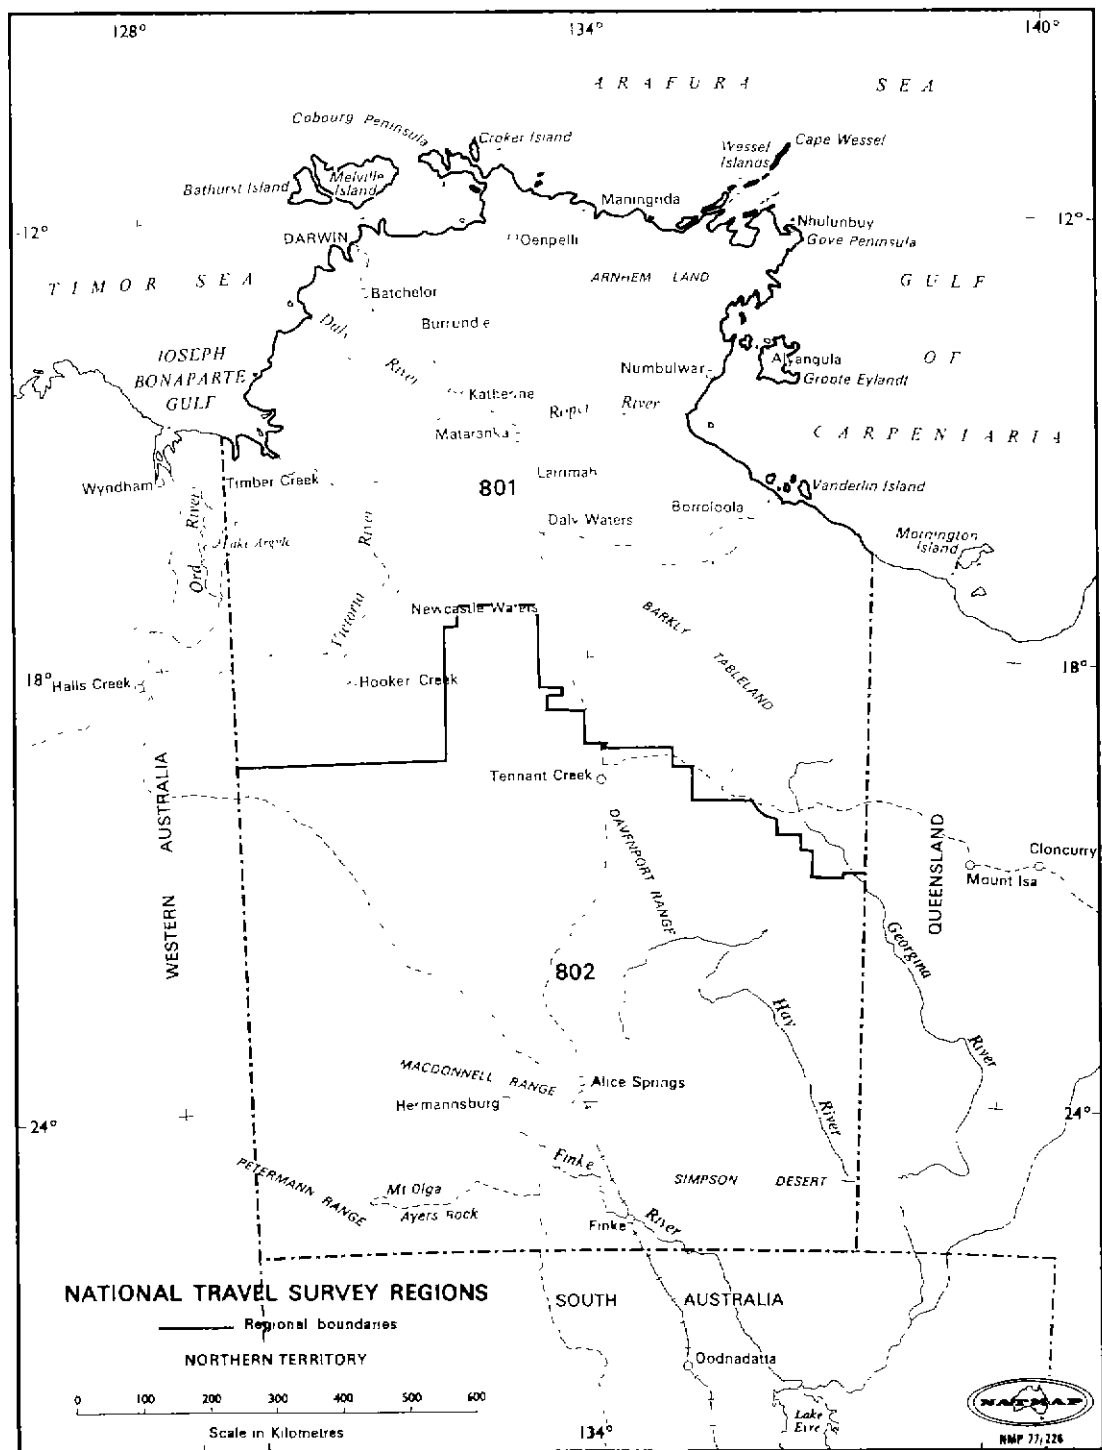 128°
134°
140°
ARAFURA SEA
Cobourg Peninsula
Croker Island
Cape Wessel
Wessel
Islands
Melville
Island
Bathurst Island
Maningrida
Nhulunbuy
12°
12°
DARWIN
Oenpelli
Gove Peninsula
TIMOR SEA
ARNHEM LAND
GULF
Batchelor
Burrundie
Daly
River
JOSEPH
BONAPARTE
GULF
Numbulwar
Alyangula
OF
Groote Eylandt
Katherine
Roper River
Mataranka
CARPENTARIA
Wyndham
Timber Creek
Larrimah
801
Vanderlin Island
Borroloola
Daly Waters
Ord River
Lake Argyle
River
Victoria
Mornington
Island
Newcastle Waters
BARKLY
TABLELAND
18°
Halls Creek
Hooker Creek
18°
Tennant Creek
WESTERN AUSTRALIA
DAVENPORT RANGE
QUEENSLAND
Cloncurry
Mount Isa
802
Georgina
River
Hay
River
MACDONNELL RANGE
Alice Springs
Hermannsburg
24°
24°
PETERMANN RANGE
Finke
River
SIMPSON DESERT
Mt Olga
Ayers Rock
Finke
NATIONAL TRAVEL SURVEY REGIONS
SOUTH AUSTRALIA
Regional boundaries
NORTHERN TERRITORY
Oodnadatta
0 100 200 300 400 500 600
Scale in Kilometres
134°
Lake
Eyre
NATMAP
NMP 77/226